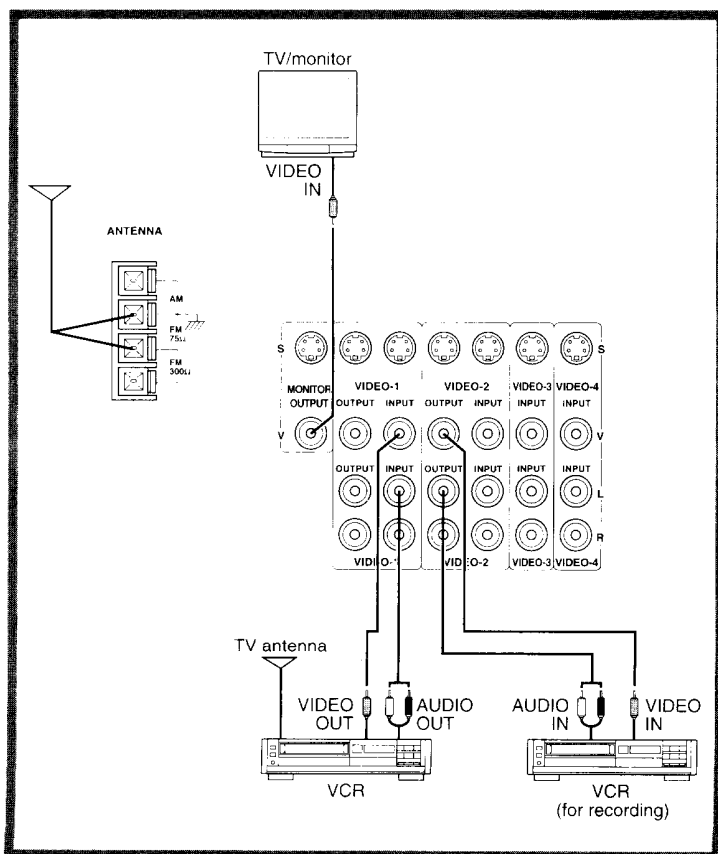 TV/monitor
VIDEO
IN
ANTENNA
AM
FM
75Ω
FM
300Ω
S S
MONITOR VIDEO-1 VIDEO-2 VIDEO-3 VIDEO-4
OUTPUT OUTPUT INPUT OUTPUT INPUT INPUT INPUT
V V
OUTPUT INPUT OUTPUT INPUT INPUT INPUT
L
R
VIDEO-1 VIDEO-2 VIDEO-3 VIDEO-4
TV antenna
VIDEO
OUT
AUDIO
OUT
AUDIO
IN
VIDEO
IN
VCR
VCR
(for recording)